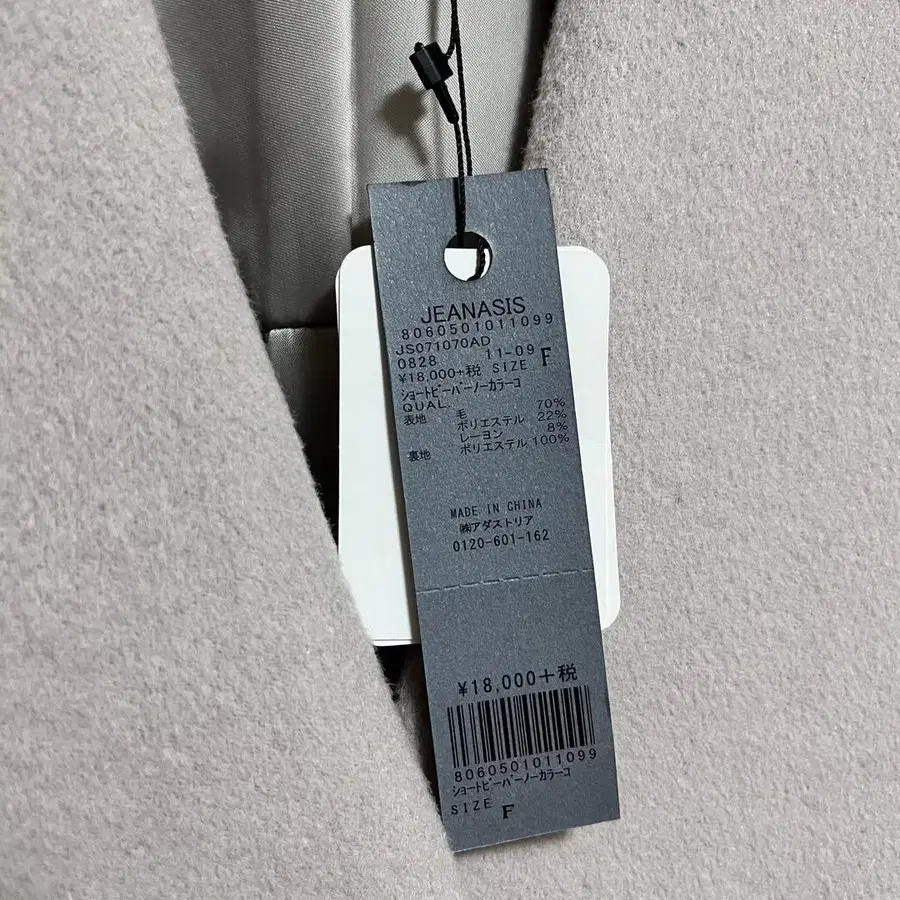 JEANASIS
8060501011099
JS071070AD
0828 11-09 F
¥18,000+税 SIZE
ｼｮｰﾄﾋﾞｰﾊﾞｰﾉｰｶﾗｰｺ
QUAL.
表地 毛 70%
ポリエステル 22%
レーヨン 8%
裏地 ポリエステル 100%
MADE IN CHINA
㈱アダストリア
0120-601-162
¥18,000+税
8060501011099
ｼｮｰﾄﾋﾞｰﾊﾞｰﾉｰｶﾗｰｺ
SIZE F